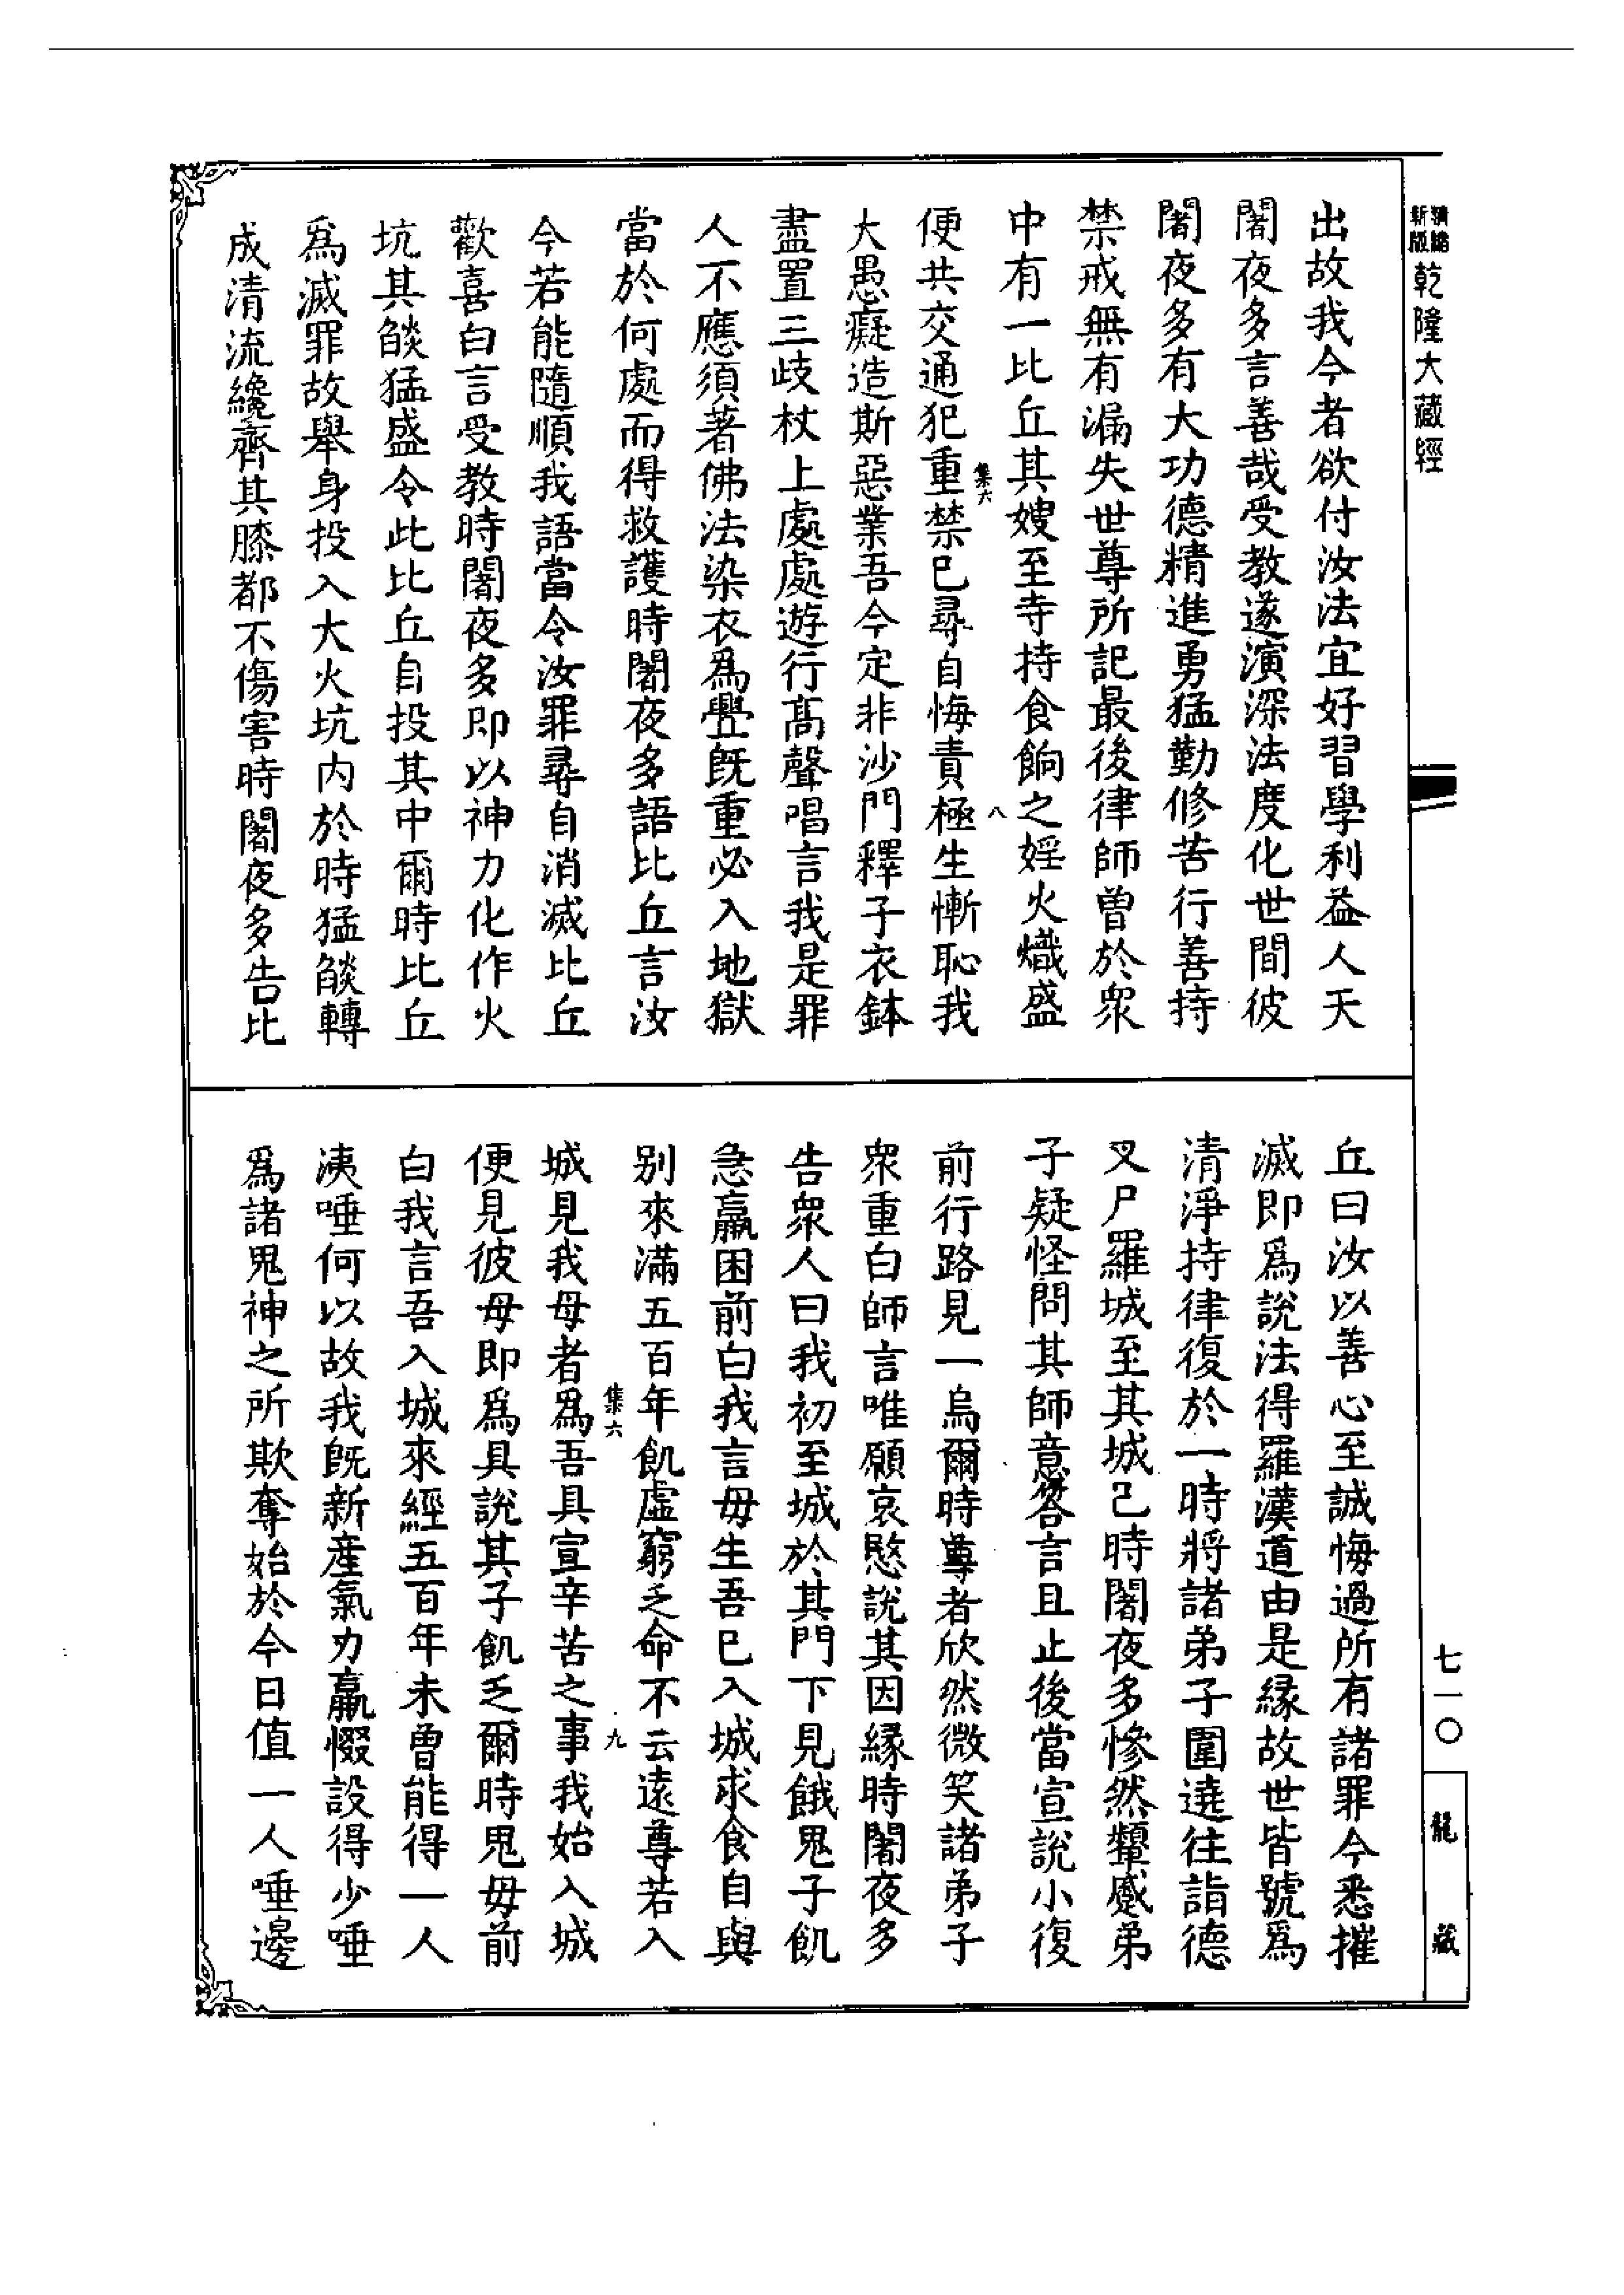 新版
乾隆大藏經
出故我今者欲付汝法宜好習學利益人天
闍夜多言善哉受教遂演深法度化世間彼
闍夜多有大功德精進勇猛勤修苦行善持
禁戒無有漏失世尊所記最後律師曾於衆
中有一比丘其嫂至寺持食餉之婬火熾盛
集六
八
便共交通犯重禁已尋自悔責極生慚恥我
大愚癡造斯惡業吾今定非沙門釋子衣鉢
盡置三歧杖上處處遊行高聲唱言我是罪
人不應須著佛法染衣爲舋既重必入地獄
當於何處而得救護時闍夜多語比丘言汝
今若能隨順我語當令汝罪尋自消滅比丘
歡喜白言受教時闍夜多即以神力化作火
坑其燄猛盛令此比丘自投其中爾時比丘
爲滅罪故舉身投入大火坑内於時猛燄轉
成清流纔齊其膝都不傷害時闍夜多告比
丘曰汝以善心至誠悔過所有諸罪今悉摧
滅即爲說法得羅漢道由是縁故世皆號爲
清淨持律復於一時將諸弟子圍遶往詣德
叉尸羅城至其城已時闍夜多慘然顰蹙弟
子疑怪問其師意答言且止後當宣說小復
前行路見一烏爾時尊者欣然微笑諸弟子
衆重白師言唯願哀愍說其因縁時闍夜多
告衆人曰我初至城於其門下見餓鬼子飢
急羸困前白我言母生吾已入城求食自與
别來滿五百年飢虛窮乏命不云遠尊若入
集六
九
城見我母者爲吾具宣辛苦之事我始入城
便見彼母即爲具說其子飢乏爾時鬼母前
白我言吾入城來經五百年未曾能得一人
洟唾何以故我旣新産氣力羸惙設得少唾
爲諸鬼神之所欺奪始於今日值一人唾邊
七一〇
龍藏